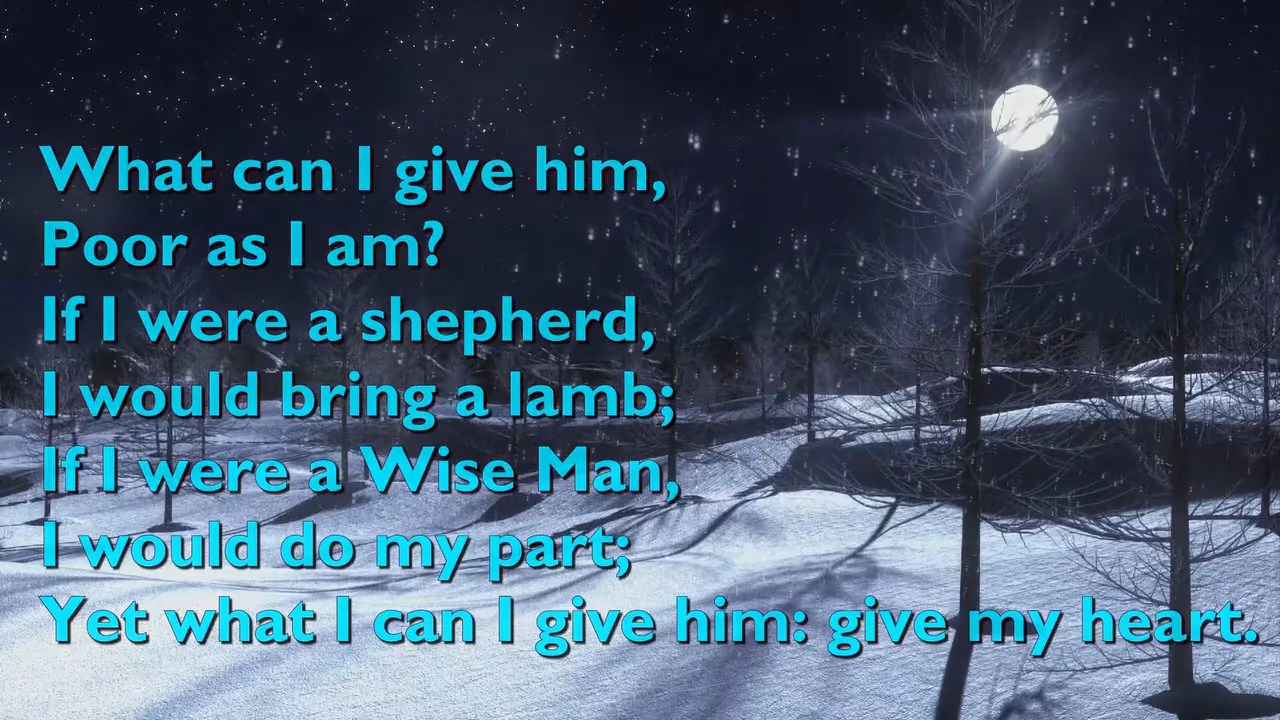 What can I give him,
Poor as I am?
If I were a shepherd,
I would bring a lamb;
If I were a Wise Man,
I would do my part;
Yet what I can I give him: give my heart.